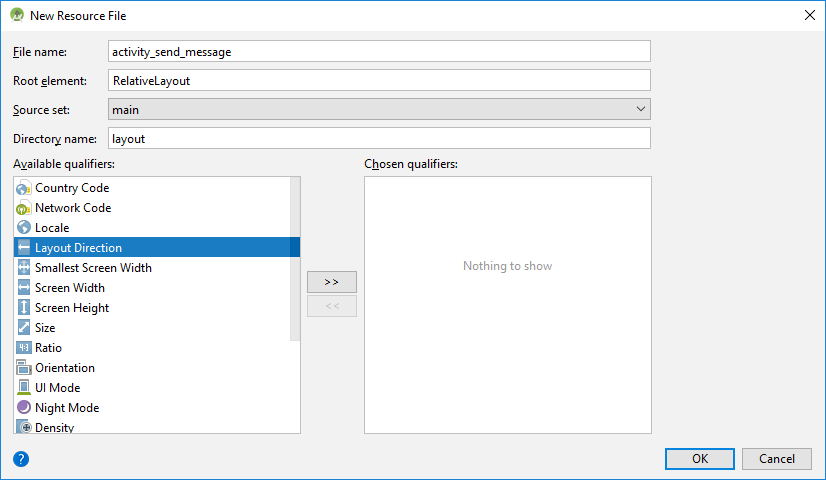 New Resource File
File name: activity_send_message
Root element: RelativeLayout
Source set: main
Directory name: layout
Available qualifiers: Chosen qualifiers:
Country Code
Network Code
Locale
Layout Direction
Smallest Screen Width
Nothing to show
Screen Width
>>
Screen Height
<<
Size
Ratio
Orientation
UI Mode
Night Mode
Density
? OK Cancel